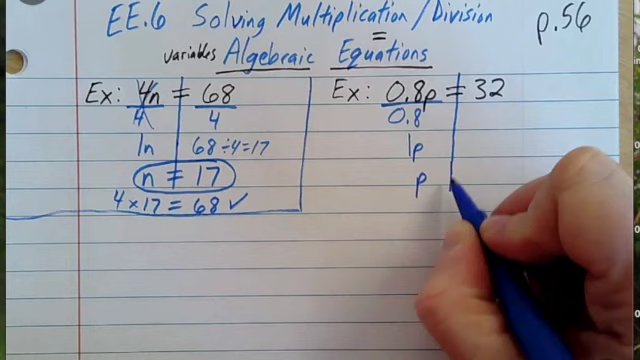 EE.6 Solving Multiplication/Division
p.56
variables Algebraic Equations
=
Ex: 4n = 68
4 4
1n 68÷4=17
n = 17
4 × 17 = 68 ✓
Ex: 0.8p = 32
0.8
1p
p